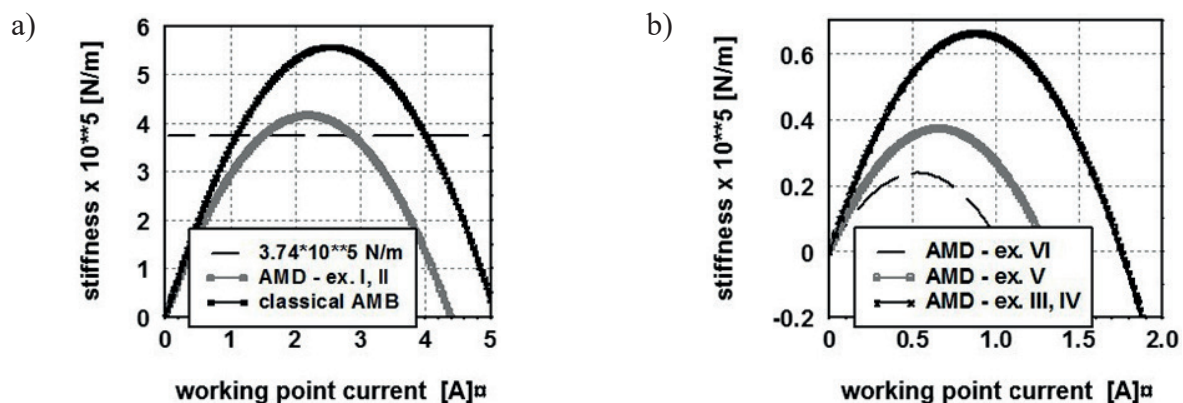 a)
stiffness x 10**5 [N/m]
6
5
4
3
2
1
0
3.74*10**5 N/m
AMD - ex. I, II
classical AMB
0 1 2 3 4 5
working point current [A]¤
b)
stiffness x 10**5 [N/m]
0.6
0.4
0.2
0
-0.2
AMD - ex. VI
AMD - ex. V
AMD - ex. III, IV
0 0.5 1.0 1.5 2.0
working point current [A]¤